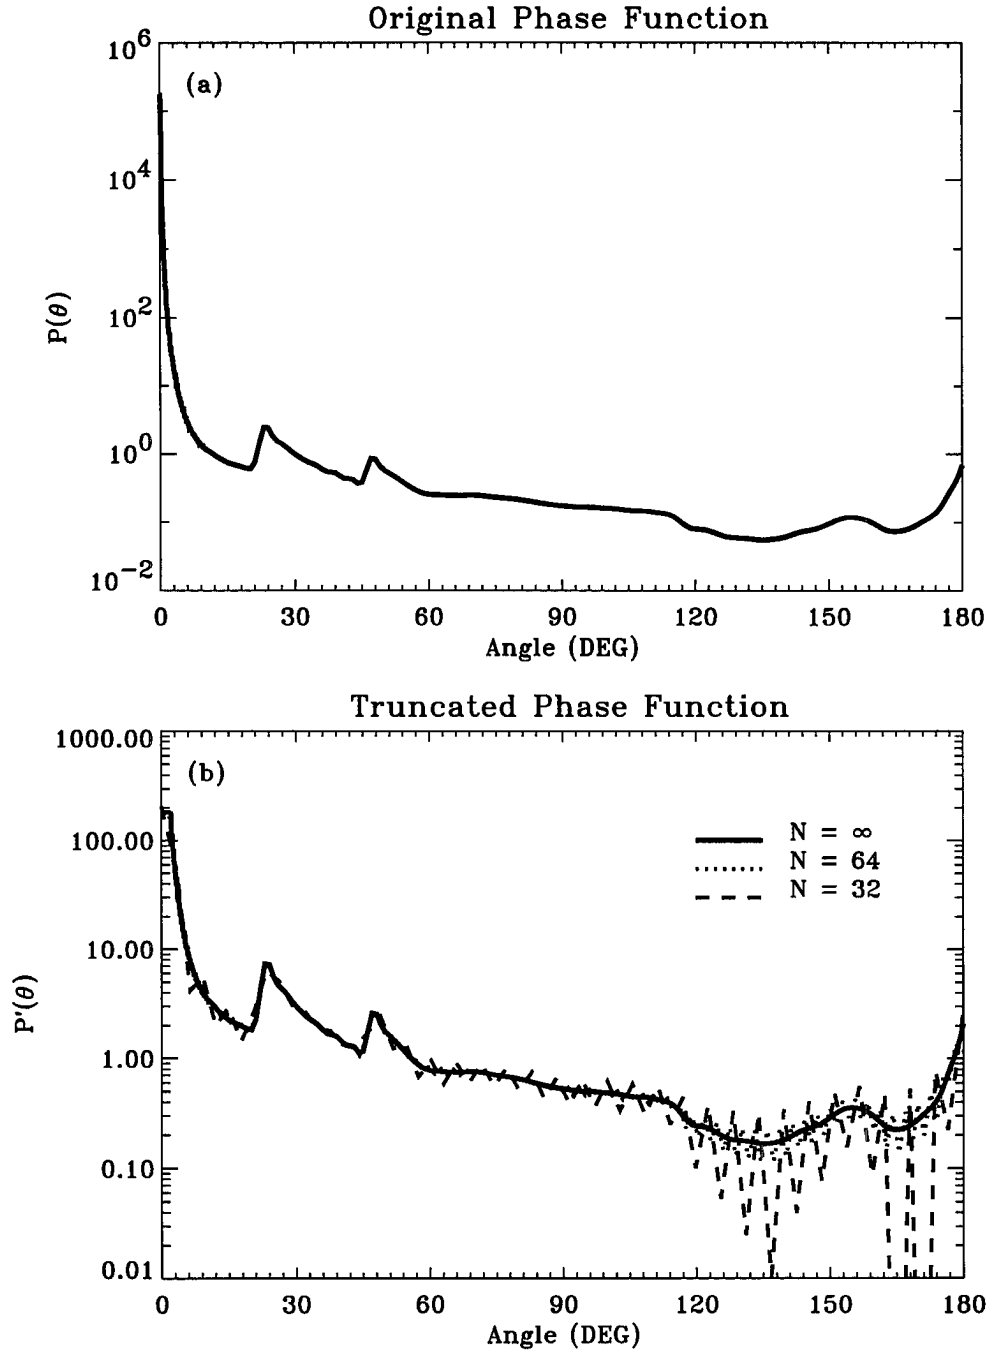 Original Phase Function
(a)
10^6
10^4
10^2
10^0
10^-2
P(θ)
0 30 60 90 120 150 180
Angle (DEG)
Truncated Phase Function
(b)
1000.00
100.00
10.00
1.00
0.10
0.01
P'(θ)
N = ∞
N = 64
N = 32
0 30 60 90 120 150 180
Angle (DEG)